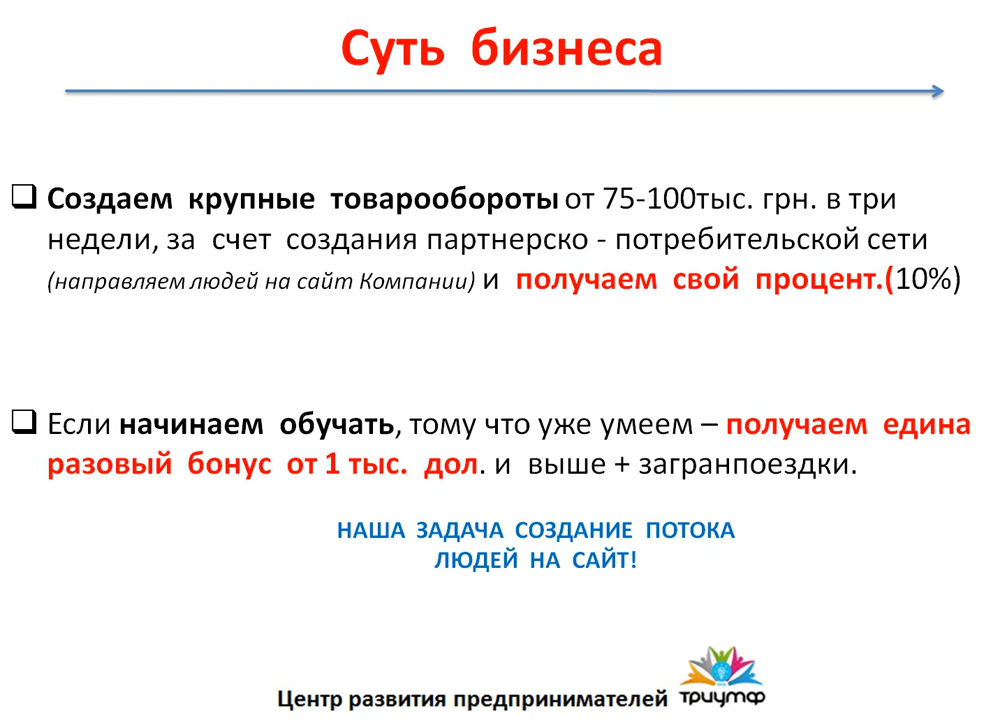 Суть бизнеса
Создаем крупные товарообороты от 75-100тыс. грн. в три
недели, за счет создания партнерско - потребительской сети
(направляем людей на сайт Компании) и получаем свой процент.(10%)
Если начинаем обучать, тому что уже умеем – получаем едина
разовый бонус от 1 тыс. дол. и выше + загранпоездки.
НАША ЗАДАЧА СОЗДАНИЕ ПОТОКА
ЛЮДЕЙ НА САЙТ!
Центр развития предпринимателей триумф